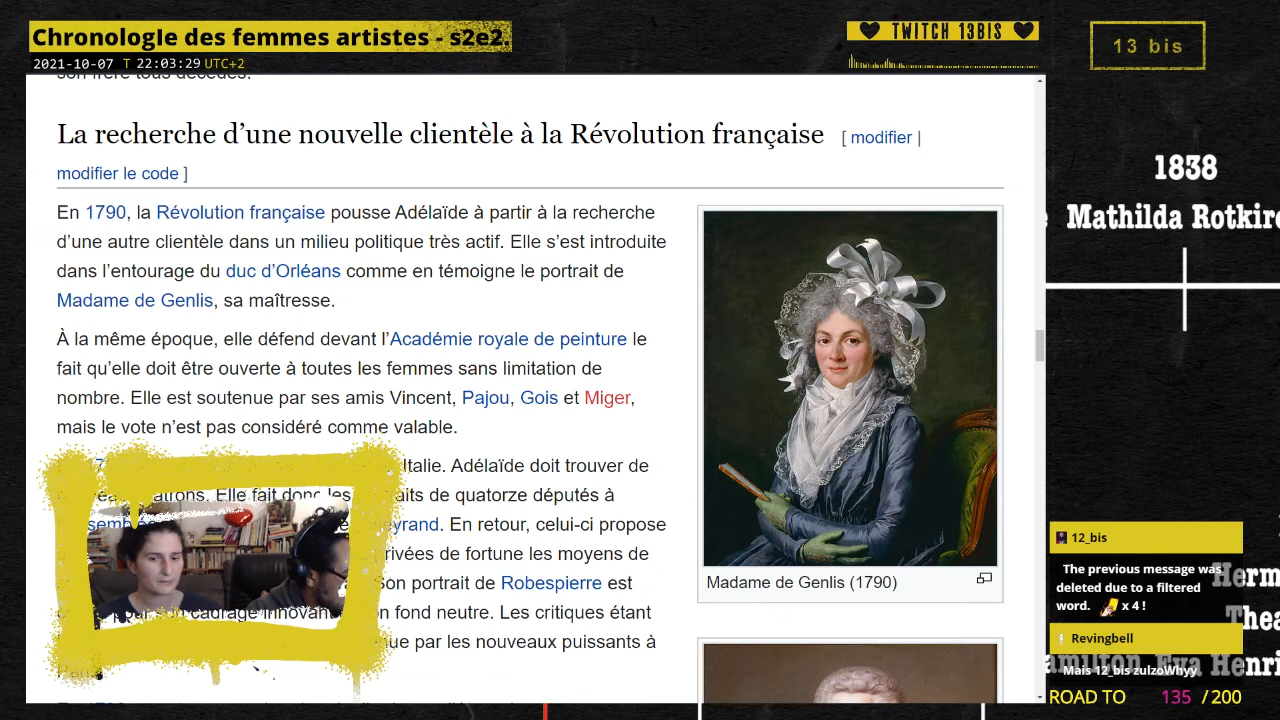 Chronologie des femmes artistes - s2e2.
2021-10-07 T 22:03:29 UTC+2
TWITCH 13BIS
13 bis
son frère tous décédés.
La recherche d’une nouvelle clientèle à la Révolution française [ modifier |
modifier le code ]
En 1790, la Révolution française pousse Adélaïde à partir à la recherche
d’une autre clientèle dans un milieu politique très actif. Elle s’est introduite
dans l’entourage du duc d’Orléans comme en témoigne le portrait de
Madame de Genlis, sa maîtresse.
À la même époque, elle défend devant l’Académie royale de peinture le
fait qu’elle doit être ouverte à toutes les femmes sans limitation de
nombre. Elle est soutenue par ses amis Vincent, Pajou, Gois et Miger,
mais le vote n’est pas considéré comme valable.
Italie. Adélaïde doit trouver de
Elle fait donc les de quatorze députés à
En retour, celui-ci propose
de fortune les moyens de
Son portrait de Robespierre est
cadrage innovant fond neutre. Les critiques étant
par les nouveaux puissants à
Madame de Genlis (1790)
1838
Mathilda
12_bis
The previous message was
deleted due to a filtered
word. x 4 !
Revingbell
Mais 12_bis zulzoWhyy
ROAD TO 135 / 200